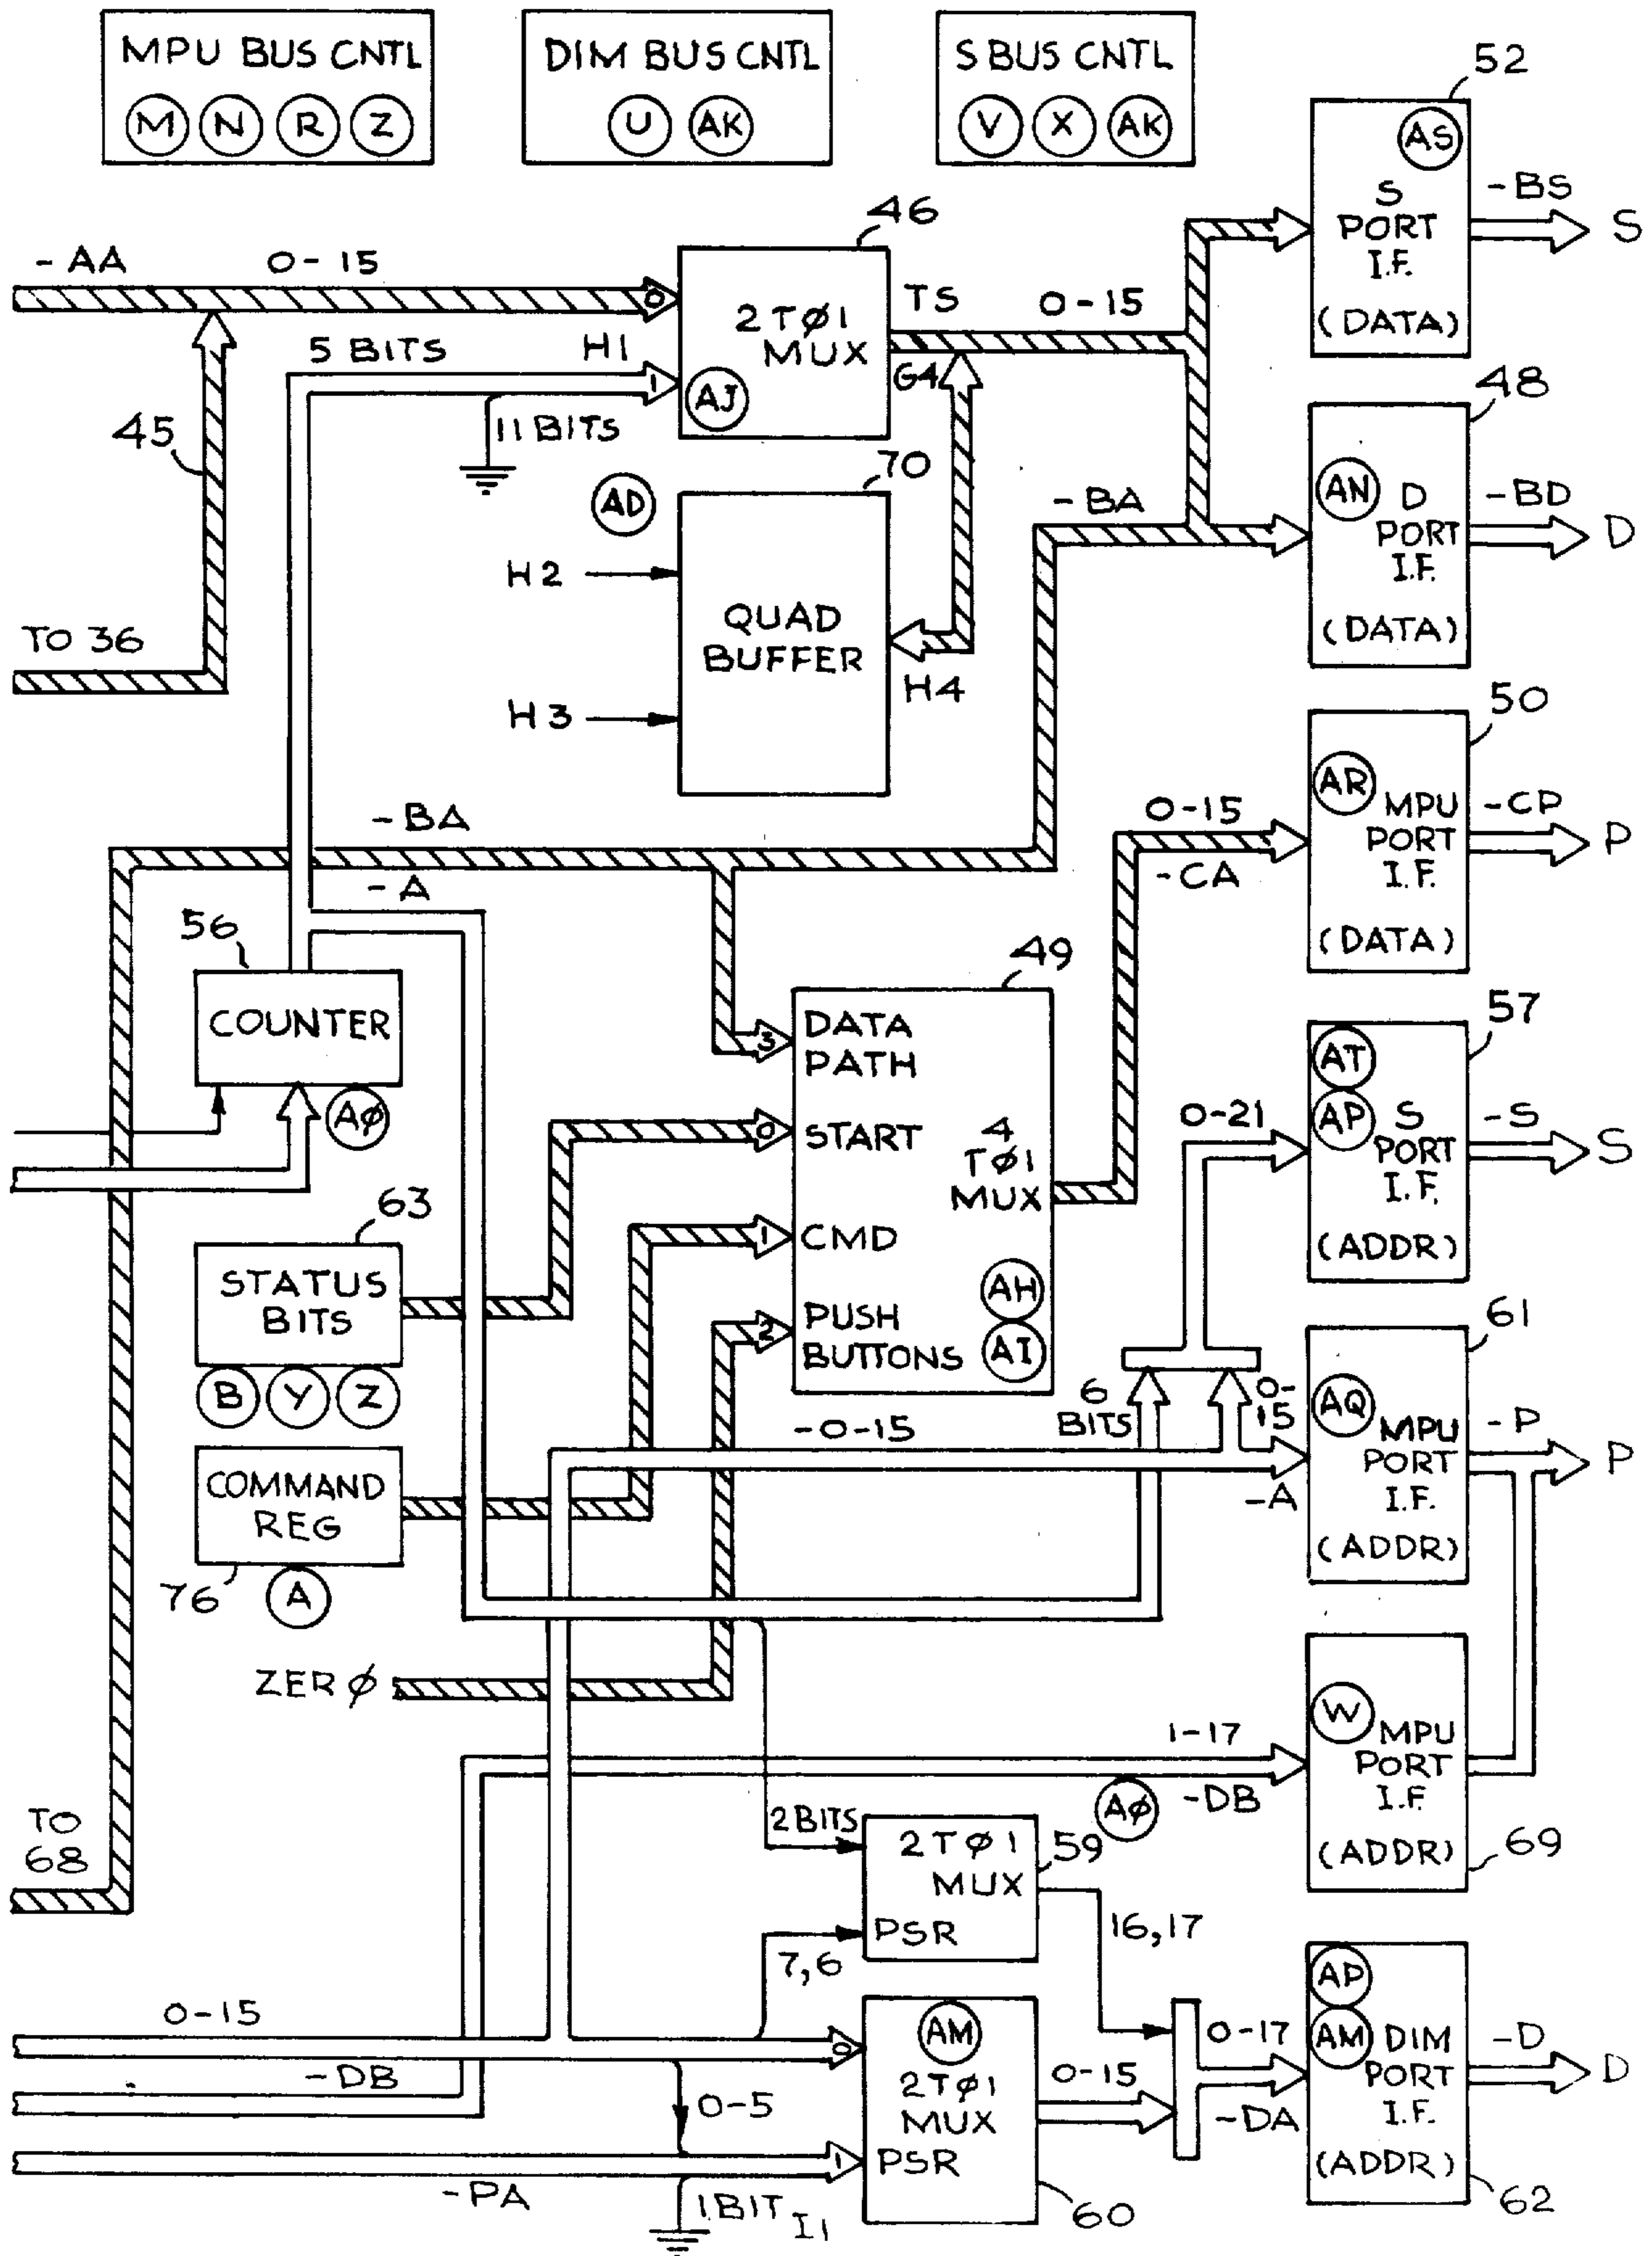 MPU BUS CNTL
M N R Z
DIM BUS CNTL
U AK
S BUS CNTL
V X AK
52
AS
S
PORT
I.F.
(DATA)
-BS
S
46
-AA
0-15
0
2 TØ1
MUX
TS
0-15
5 BITS
H1
1
AJ
G4
11 BITS
45
48
AN
D
PORT
I.F.
(DATA)
-BD
D
70
AD
-BA
H2
QUAD
BUFFER
TO 36
H3
H4
50
AR
MPU
PORT
I.F.
(DATA)
-CP
P
0-15
-CA
-BA
-A
56
COUNTER
AØ
49
3
DATA
PATH
0
START
4
TØ1
MUX
1
CMD
AH
2
PUSH
BUTTONS
AI
57
AT
AP
S
PORT
I.F.
(ADDR)
0-21
-S
S
63
STATUS
BITS
B Y Z
6
BITS
0-
15
-0-15
61
AQ
MPU
PORT
I.F.
(ADDR)
-P
P
-A
COMMAND
REG
76
A
ZERØ
W
MPU
PORT
I.F.
(ADDR)
69
1-17
AØ
-DB
TO
68
2 BITS
2 TØ1
MUX
59
PSR
7,6
16,17
0-15
0
AM
2 TØ1
MUX
PSR
60
-DB
0-5
0-15
0-17
-DA
AP
AM
DIM
PORT
I.F.
(ADDR)
62
-D
D
1
-PA
1 BIT
I1